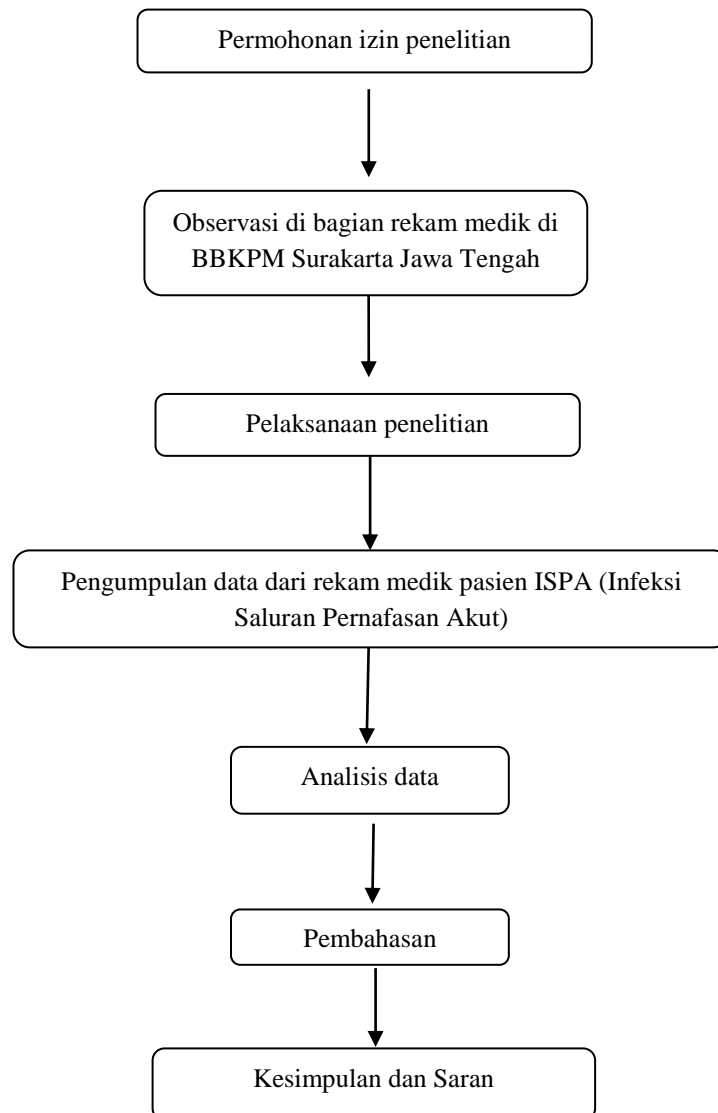 Permohonan izin penelitian
Observasi di bagian rekam medik di
BBKPM Surakarta Jawa Tengah
Pelaksanaan penelitian
Pengumpulan data dari rekam medik pasien ISPA (Infeksi
Saluran Pernafasan Akut)
Analisis data
Pembahasan
Kesimpulan dan Saran